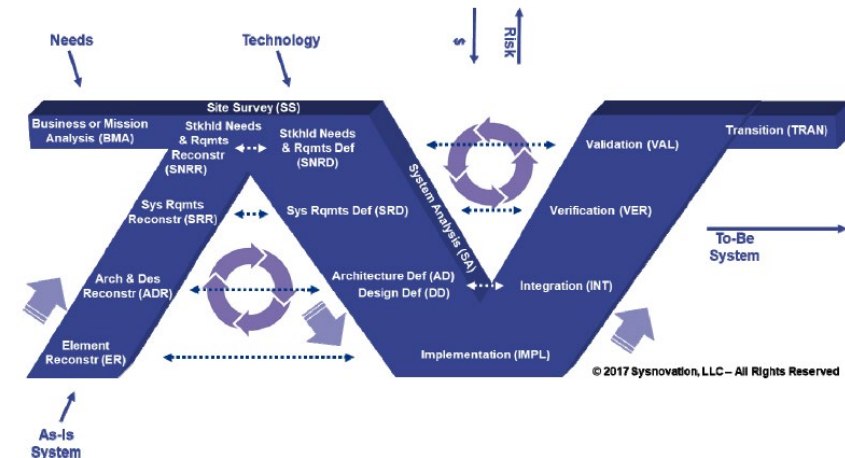 Needs
Technology
$
Risk
Site Survey (SS)
Business or Mission
Analysis (BMA)
Stkhld Needs
& Rqmts
Reconstr
(SNRR)
Stkhld Needs
& Rqmts Def
(SNRD)
Sys Rqmts
Reconstr (SRR)
Sys Rqmts Def (SRD)
Arch & Des
Reconstr (ADR)
Architecture Def (AD)
Design Def (DD)
Element
Reconstr (ER)
Implementation (IMPL)
System Analysis (SA)
Validation (VAL)
Transition (TRAN)
Verification (VER)
Integration (INT)
To-Be
System
© 2017 Sysnovation, LLC – All Rights Reserved
As-Is
System